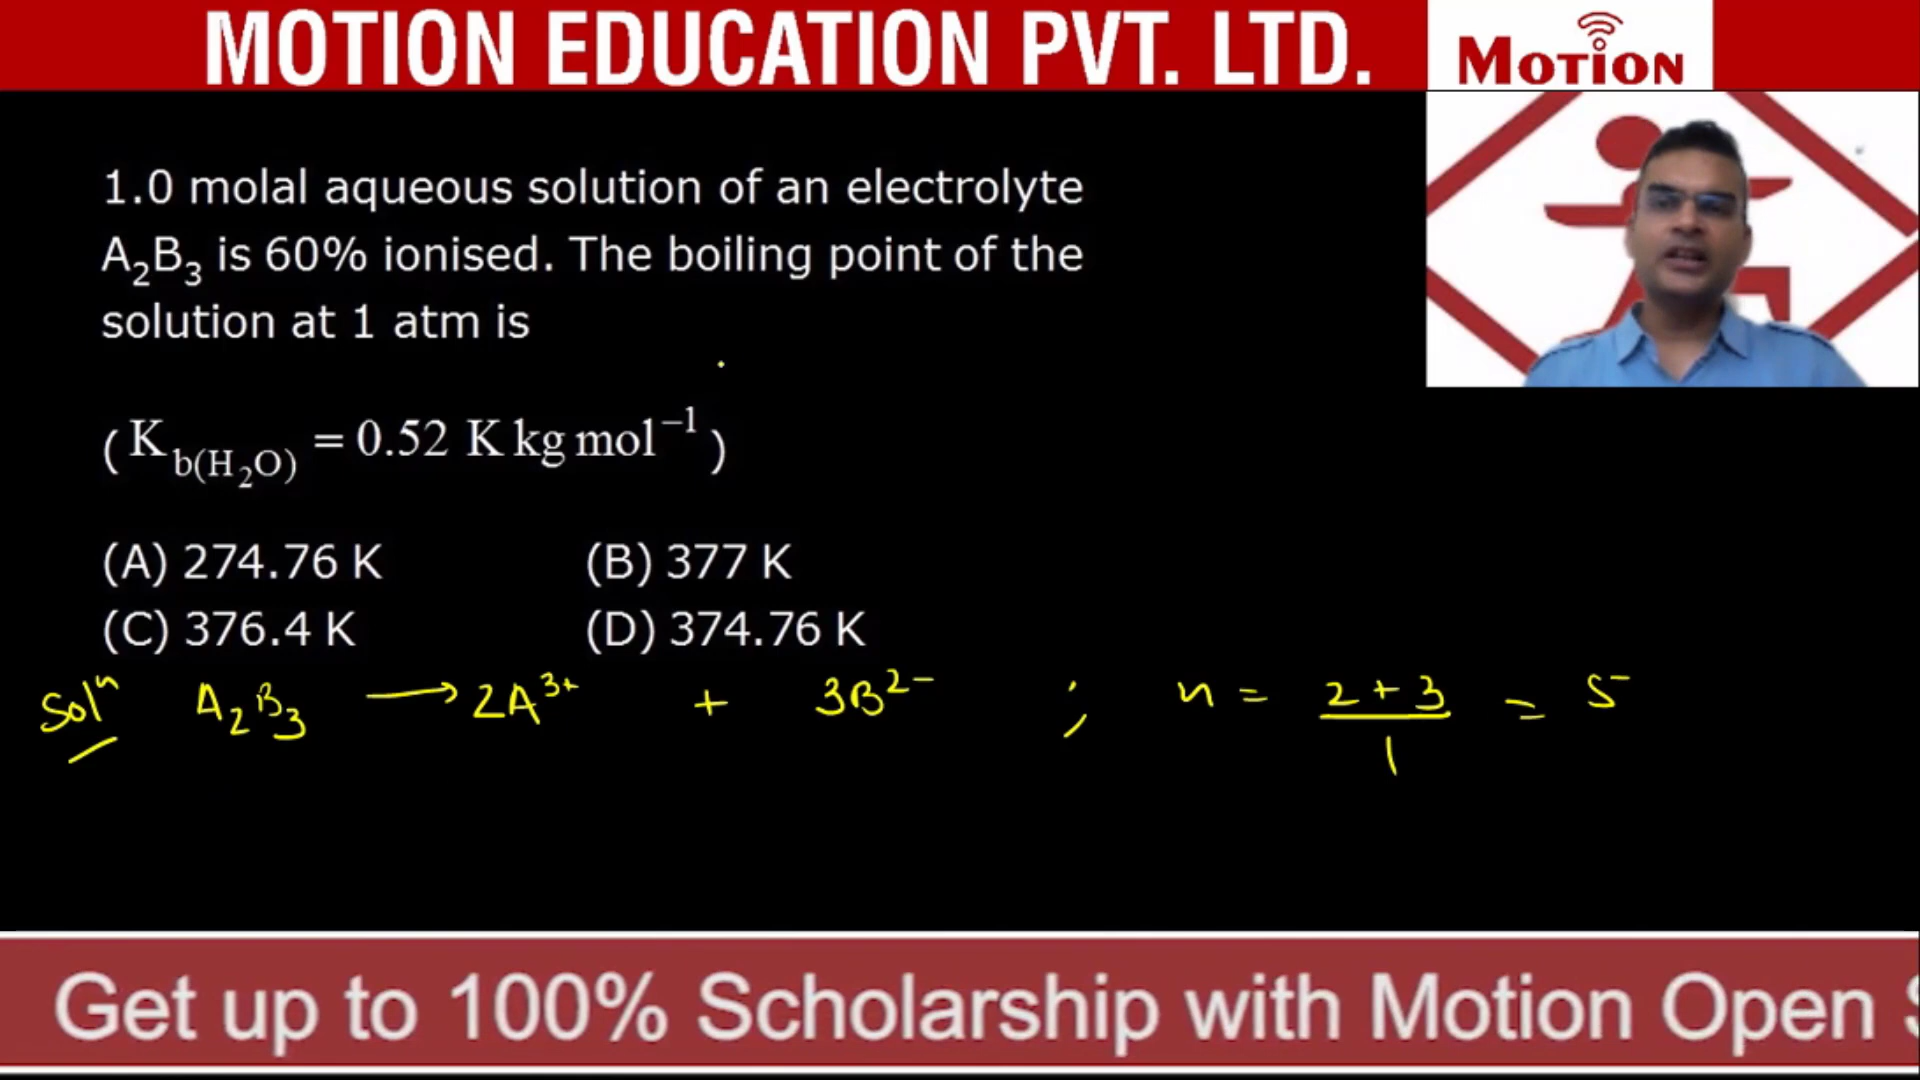 MOTION EDUCATION PVT. LTD.
MOTION
1.0 molal aqueous solution of an electrolyte
A₂B₃ is 60% ionised. The boiling point of the
solution at 1 atm is
(K_b(H₂O) = 0.52 K kg mol⁻¹)
(A) 274.76 K (B) 377 K
(C) 376.4 K (D) 374.76 K
Solⁿ A₂B₃ → 2A³⁺ + 3B²⁻ ; n = (2+3)/1 = 5
Get up to 100% Scholarship with Motion Open